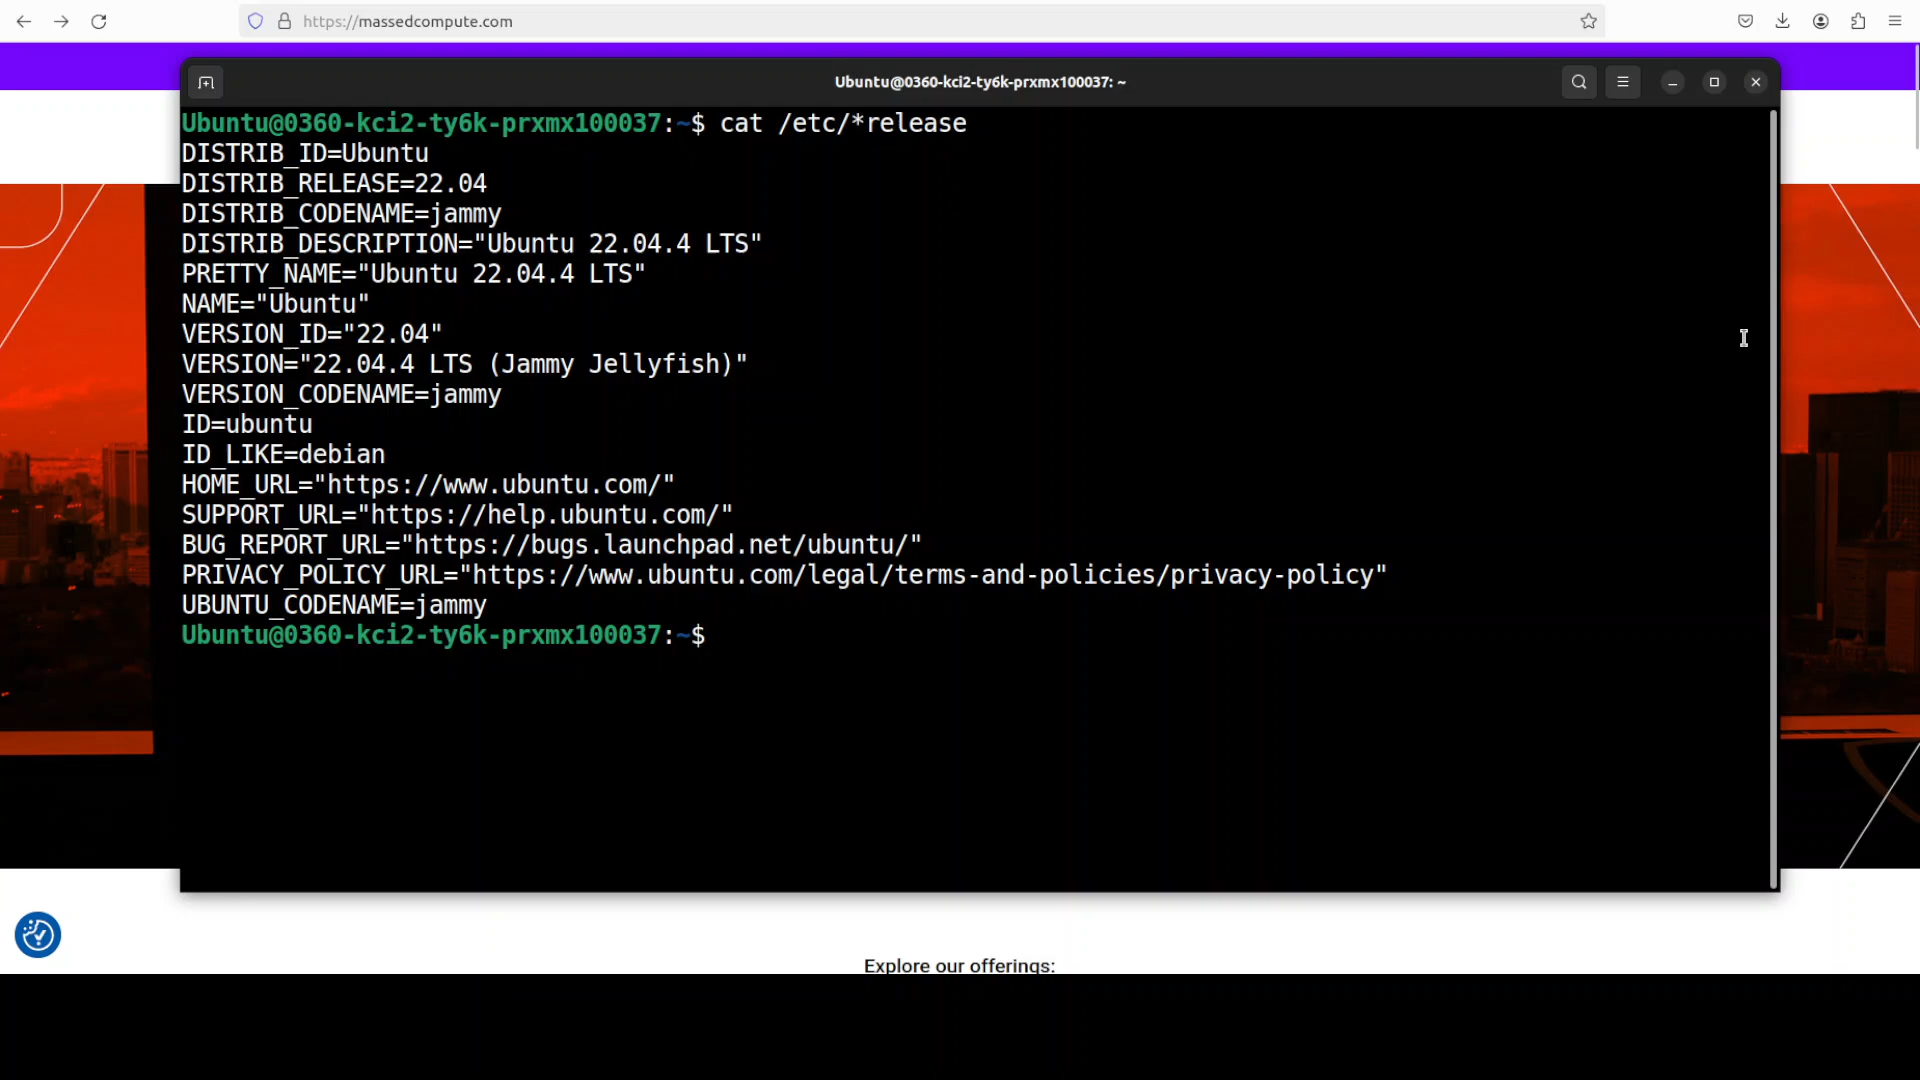 https://massedcompute.com
Ubuntu@0360-kci2-ty6k-prxmx100037: ~
Ubuntu@0360-kci2-ty6k-prxmx100037:~$ cat /etc/*release
DISTRIB_ID=Ubuntu
DISTRIB_RELEASE=22.04
DISTRIB_CODENAME=jammy
DISTRIB_DESCRIPTION="Ubuntu 22.04.4 LTS"
PRETTY_NAME="Ubuntu 22.04.4 LTS"
NAME="Ubuntu"
VERSION_ID="22.04"
VERSION="22.04.4 LTS (Jammy Jellyfish)"
VERSION_CODENAME=jammy
ID=ubuntu
ID_LIKE=debian
HOME_URL="https://www.ubuntu.com/"
SUPPORT_URL="https://help.ubuntu.com/"
BUG_REPORT_URL="https://bugs.launchpad.net/ubuntu/"
PRIVACY_POLICY_URL="https://www.ubuntu.com/legal/terms-and-policies/privacy-policy"
UBUNTU_CODENAME=jammy
Ubuntu@0360-kci2-ty6k-prxmx100037:~$
Explore our offerings: